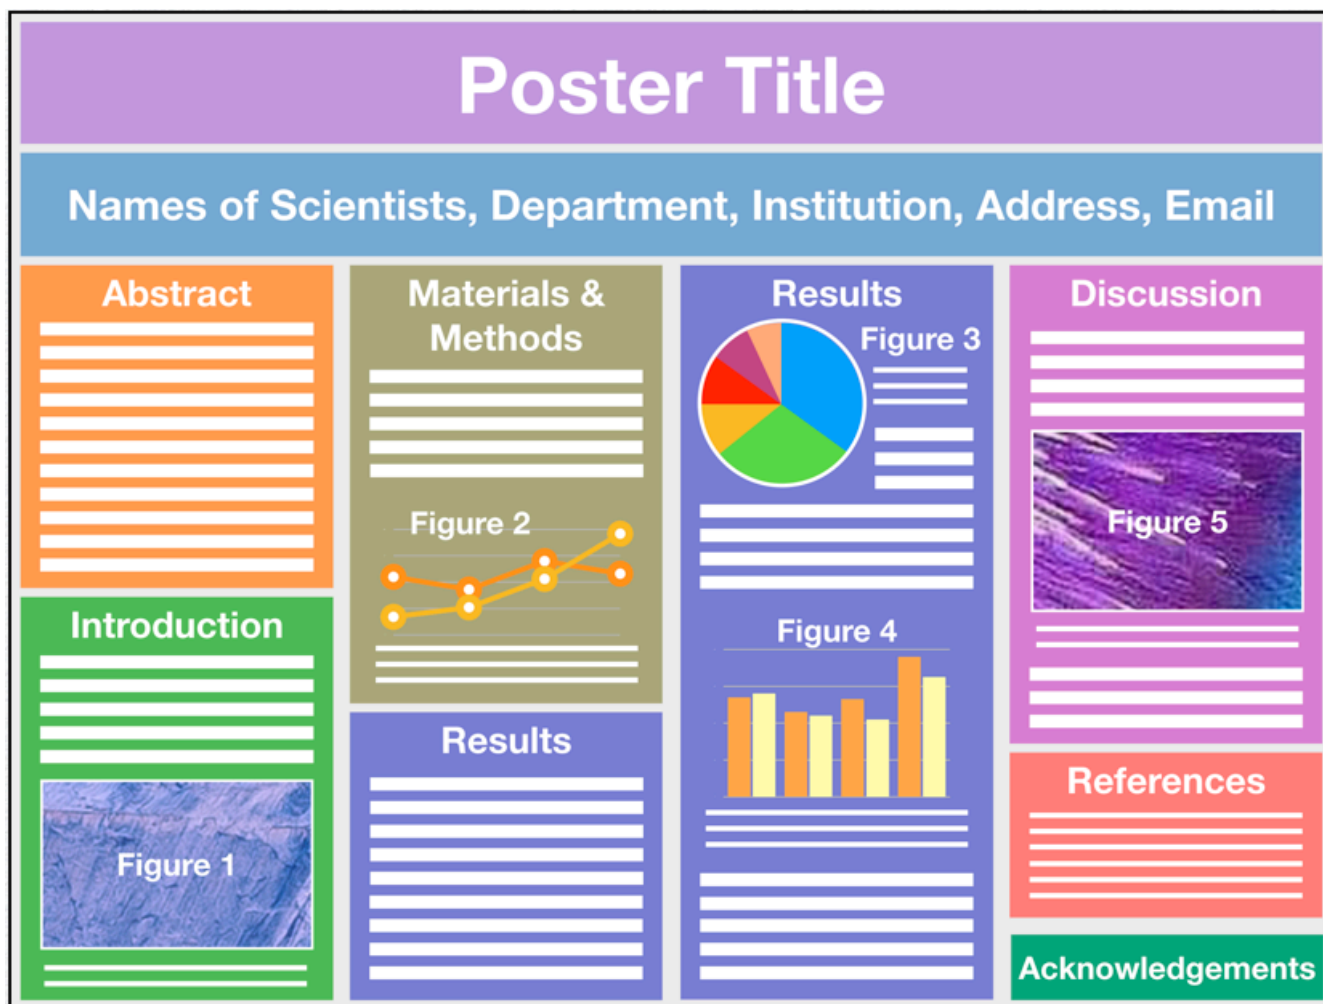 Poster Title
Names of Scientists, Department, Institution, Address, Email
Abstract
Introduction
Figure 1
Materials &
Methods
Figure 2
Results
Results
Figure 3
Figure 4
Discussion
Figure 5
References
Acknowledgements